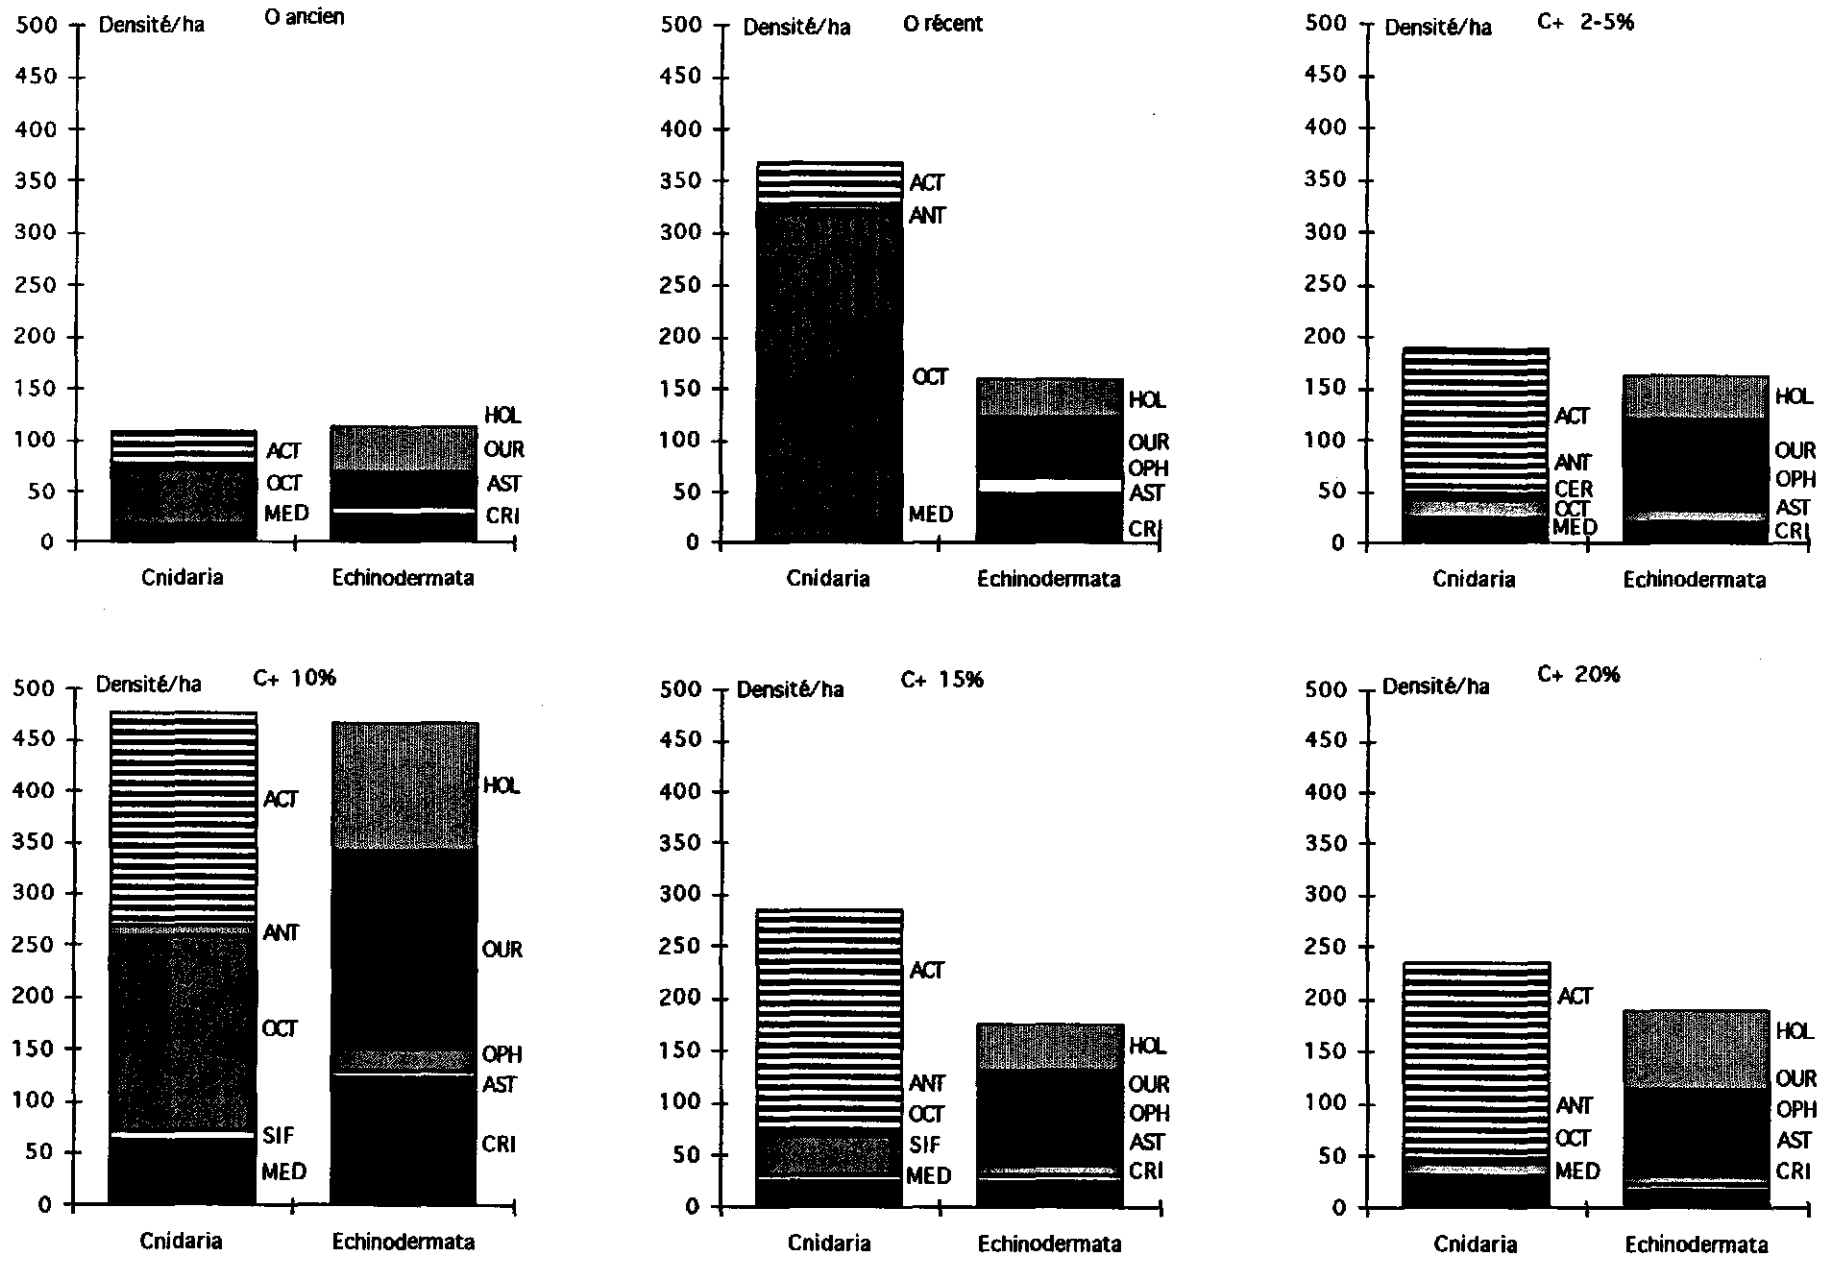 O ancien
Densité/ha
500
450
400
350
300
250
200
150
100
50
0
ACT
OCT
MED
HOL
OUR
AST
CRI
Cnidaria
Echinodermata
O récent
Densité/ha
500
450
400
350
300
250
200
150
100
50
0
ACT
ANT
OCT
MED
HOL
OUR
OPH
AST
CRI
Cnidaria
Echinodermata
C+ 2-5%
Densité/ha
500
450
400
350
300
250
200
150
100
50
0
ACT
ANT
CER
OCT
MED
HOL
OUR
OPH
AST
CRI
Cnidaria
Echinodermata
C+ 10%
Densité/ha
500
450
400
350
300
250
200
150
100
50
0
ACT
ANT
OCT
SIF
MED
HOL
OUR
OPH
AST
CRI
Cnidaria
Echinodermata
C+ 15%
Densité/ha
500
450
400
350
300
250
200
150
100
50
0
ACT
ANT
OCT
SIF
MED
HOL
OUR
OPH
AST
CRI
Cnidaria
Echinodermata
C+ 20%
Densité/ha
500
450
400
350
300
250
200
150
100
50
0
ACT
ANT
OCT
MED
HOL
OUR
OPH
AST
CRI
Cnidaria
Echinodermata